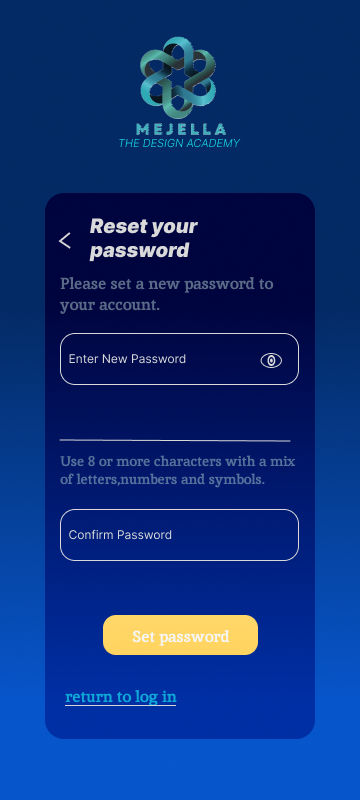 MEJELLA
THE DESIGN ACADEMY
Reset your
password
Please set a new password to
your account.
Enter New Password
Use 8 or more characters with a mix
of letters,numbers and symbols.
Confirm Password
Set password
return to log in